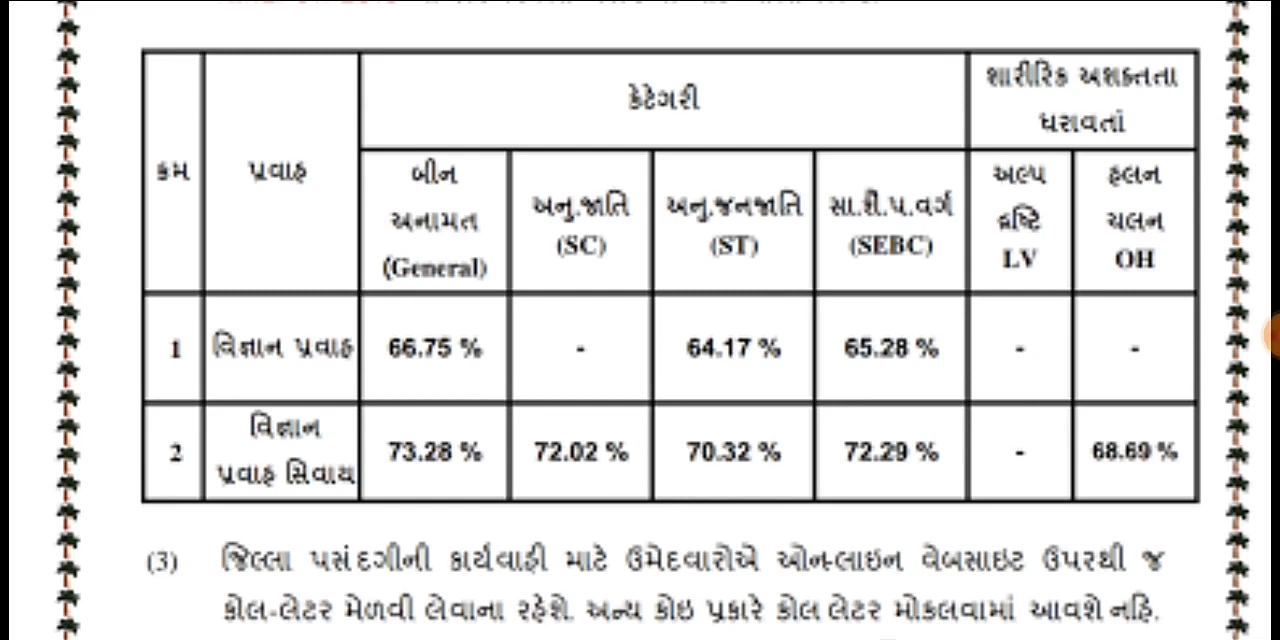 કેટેગરી
શારીરિક અશક્તતા
ધરાવતાં
ક્રમ
પ્રવાહ
બીન
અનામત
(General)
અનુ.જાતિ
(SC)
અનુ.જનજાતિ
(ST)
સા.શૈ.પ.વર્ગ
(SEBC)
અલ્પ
દ્રષ્ટિ
LV
હલન
ચલન
OH
1 વિજ્ઞાન પ્રવાહ 66.75 % - 64.17 % 65.28 % - -
વિજ્ઞાન
2 પ્રવાહ સિવાય 73.28 % 72.02 % 70.32 % 72.29 % - 68.69 %
(3) જિલ્લા પસંદગીની કાર્યવાહી માટે ઉમેદવારોએ ઓન-લાઇન વેબસાઇટ ઉપરથી જ
કોલ-લેટર મેળવી લેવાના રહેશે. અન્ય કોઇ પ્રકારે કોલ લેટર મોકલવામાં આવશે નહિ.